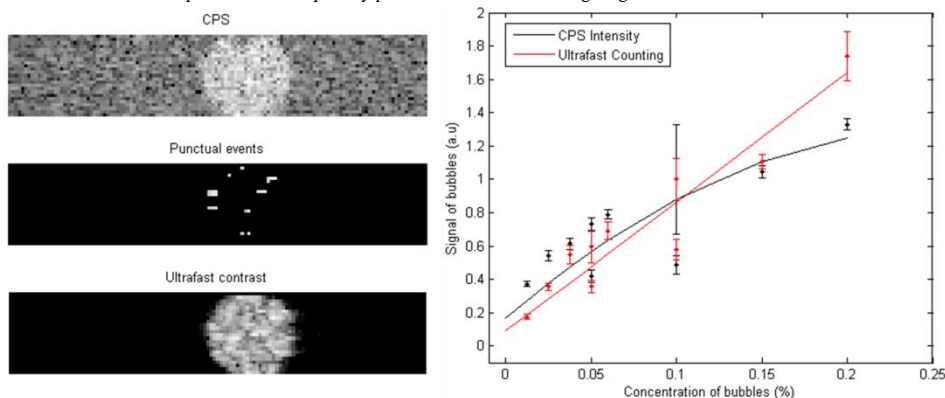 CPS
Punctual events
Ultrafast contrast
CPS Intensity
Ultrafast Counting
Signal of bubbles (a.u)
2
1.8
1.6
1.4
1.2
1
0.8
0.6
0.4
0.2
0
0
0.05
0.1
0.15
0.2
0.25
Concentration of bubbles (%)